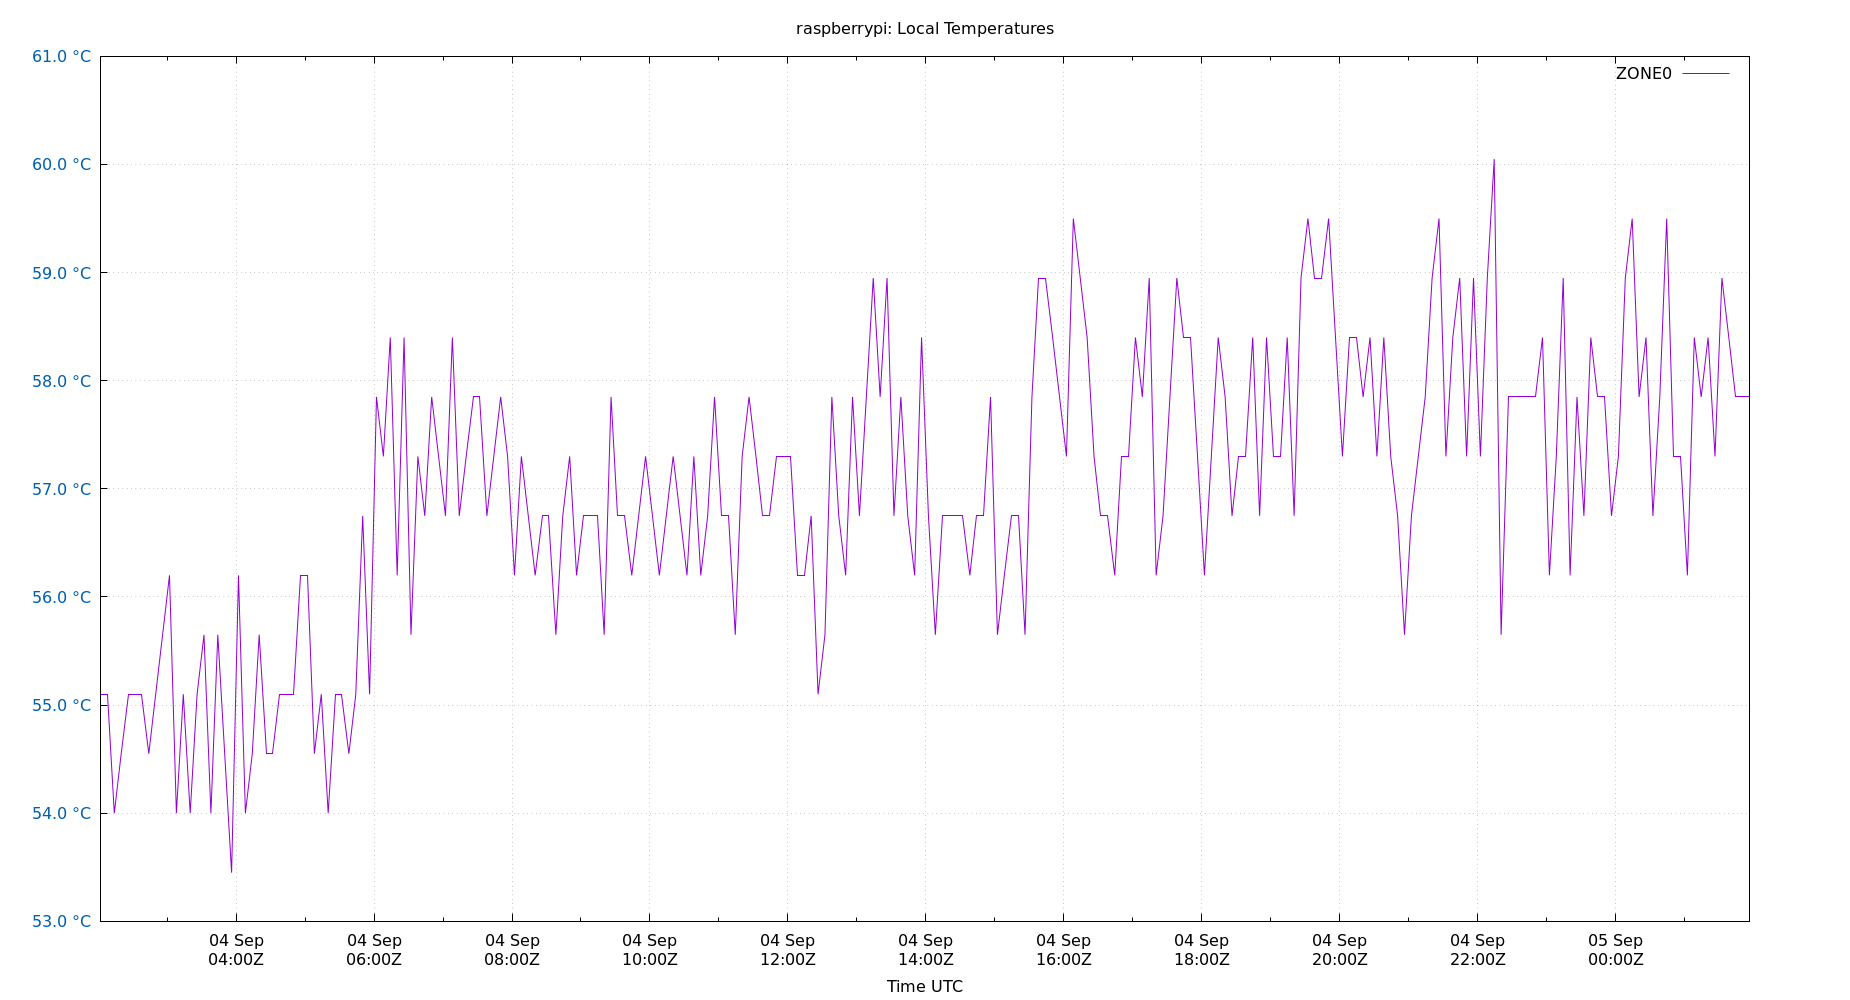 raspberrypi: Local Temperatures
61.0 °C
ZONE0
60.0 °C
59.0 °C
58.0 °C
57.0 °C
56.0 °C
55.0 °C
54.0 °C
53.0 °C
04 Sep 04 Sep 04 Sep 04 Sep 04 Sep 04 Sep 04 Sep 04 Sep 04 Sep 04 Sep 05 Sep
04:00Z 06:00Z 08:00Z 10:00Z 12:00Z 14:00Z 16:00Z 18:00Z 20:00Z 22:00Z 00:00Z
Time UTC